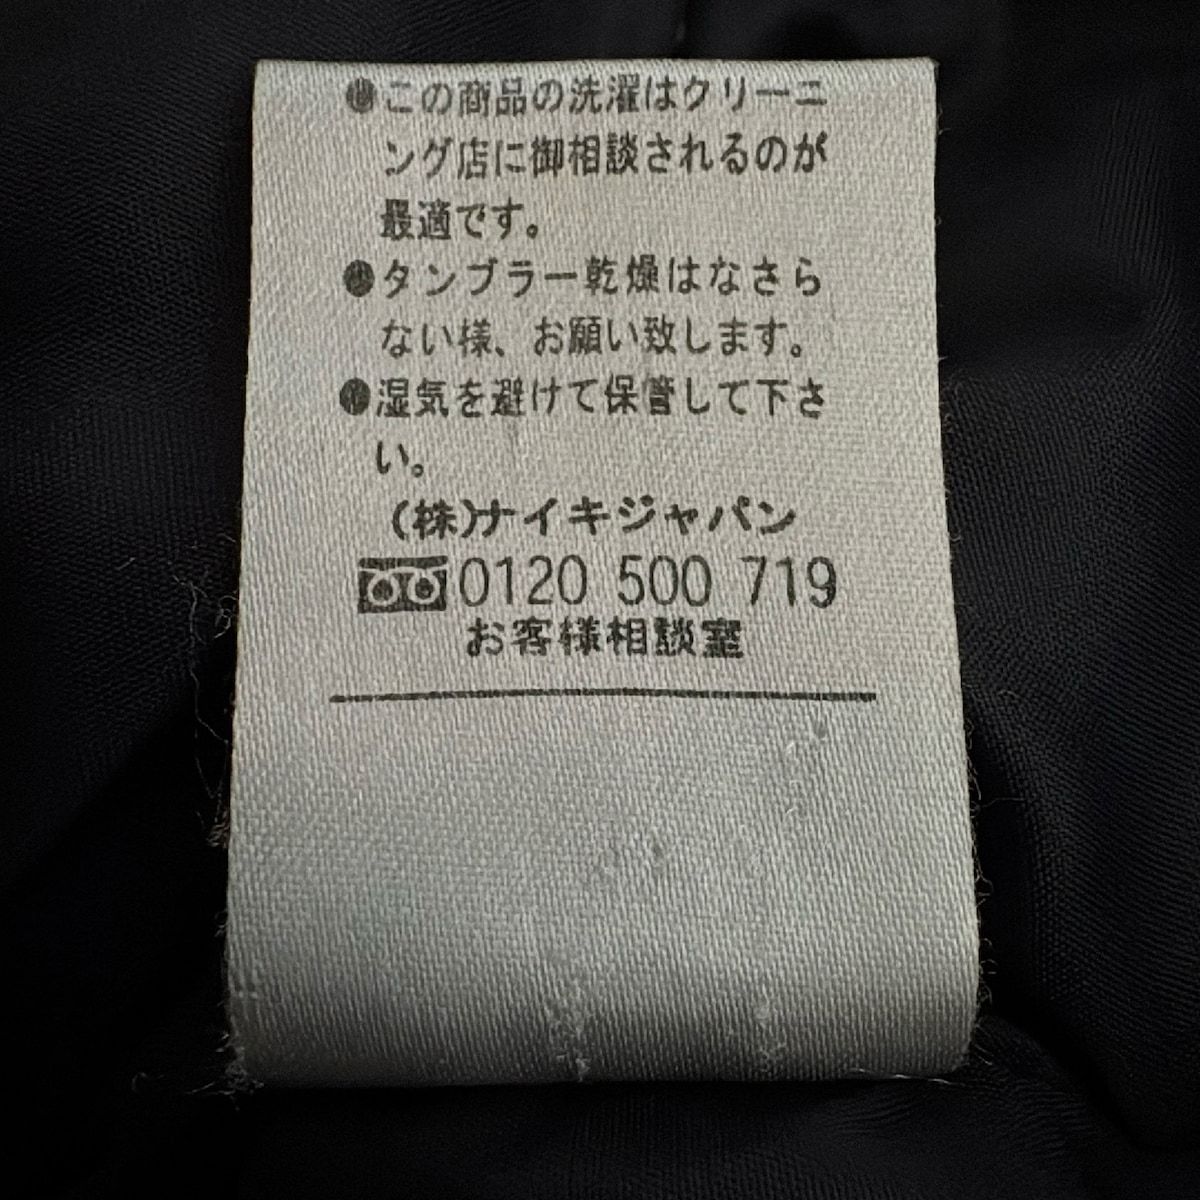 ●この商品の洗濯はクリーニ
ング店に御相談されるのが
最適です。
●タンブラー乾燥はなさら
ない様、お願い致します。
●湿気を避けて保管して下さ
い。
(株)ナイキジャパン
0120 500 719
お客様相談室